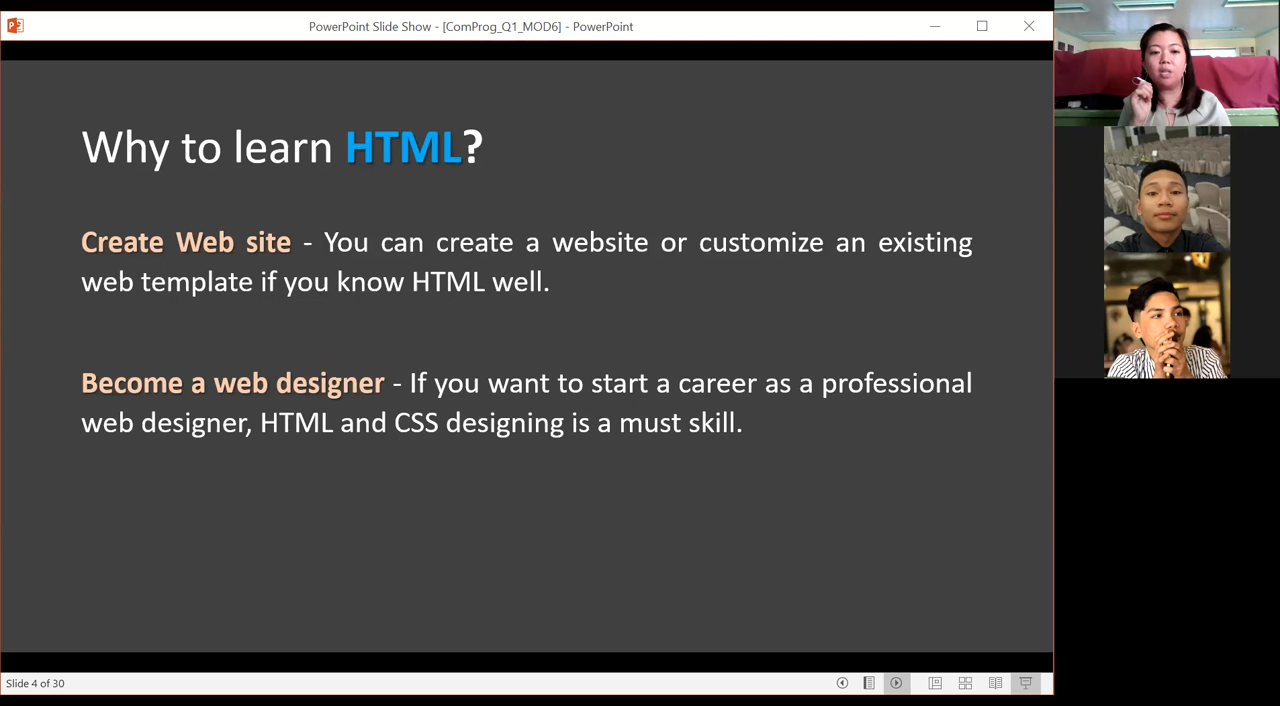 PowerPoint Slide Show - [ComProg_Q1_MOD6] - PowerPoint
Why to learn HTML?
Create Web site - You can create a website or customize an existing
web template if you know HTML well.
Become a web designer - If you want to start a career as a professional
web designer, HTML and CSS designing is a must skill.
Slide 4 of 30